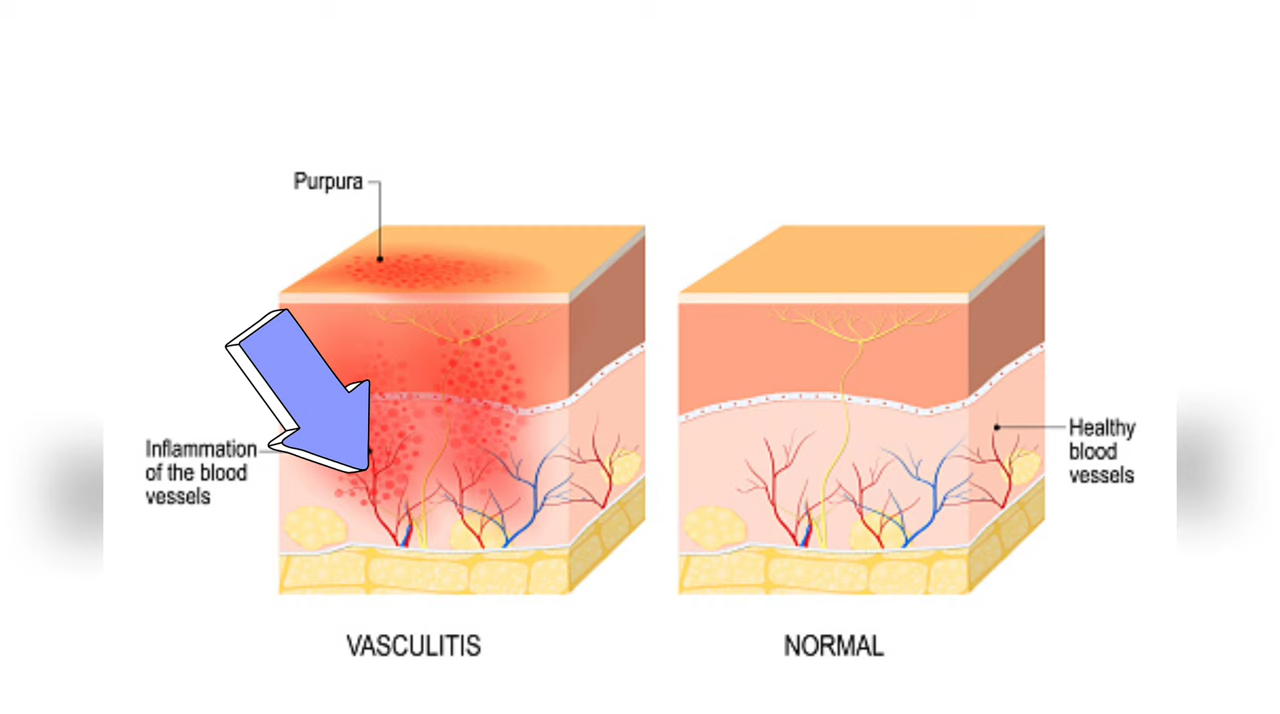 Purpura
Inflammation
of the blood
vessels
Healthy
blood
vessels
VASCULITIS
NORMAL